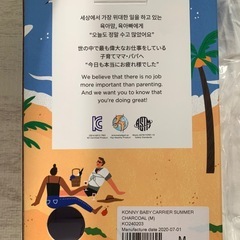 세상에서 가장 위대한 일을 하고 있는
육아맘, 육아빠에게
"오늘도 정말 수고 많았어요"
世の中で最も偉大なお仕事をしている
子育てママ・パパへ
"今日も本当にお疲れ様でした"
We believe that there is no job
more important than parenting.
And we want you to know that
you're doing great!
KC
ASTM
KONNY BABY CARRIER SUMMER
CHARCOAL (M)
KO240203
Manufacture date 2020-07-01
M